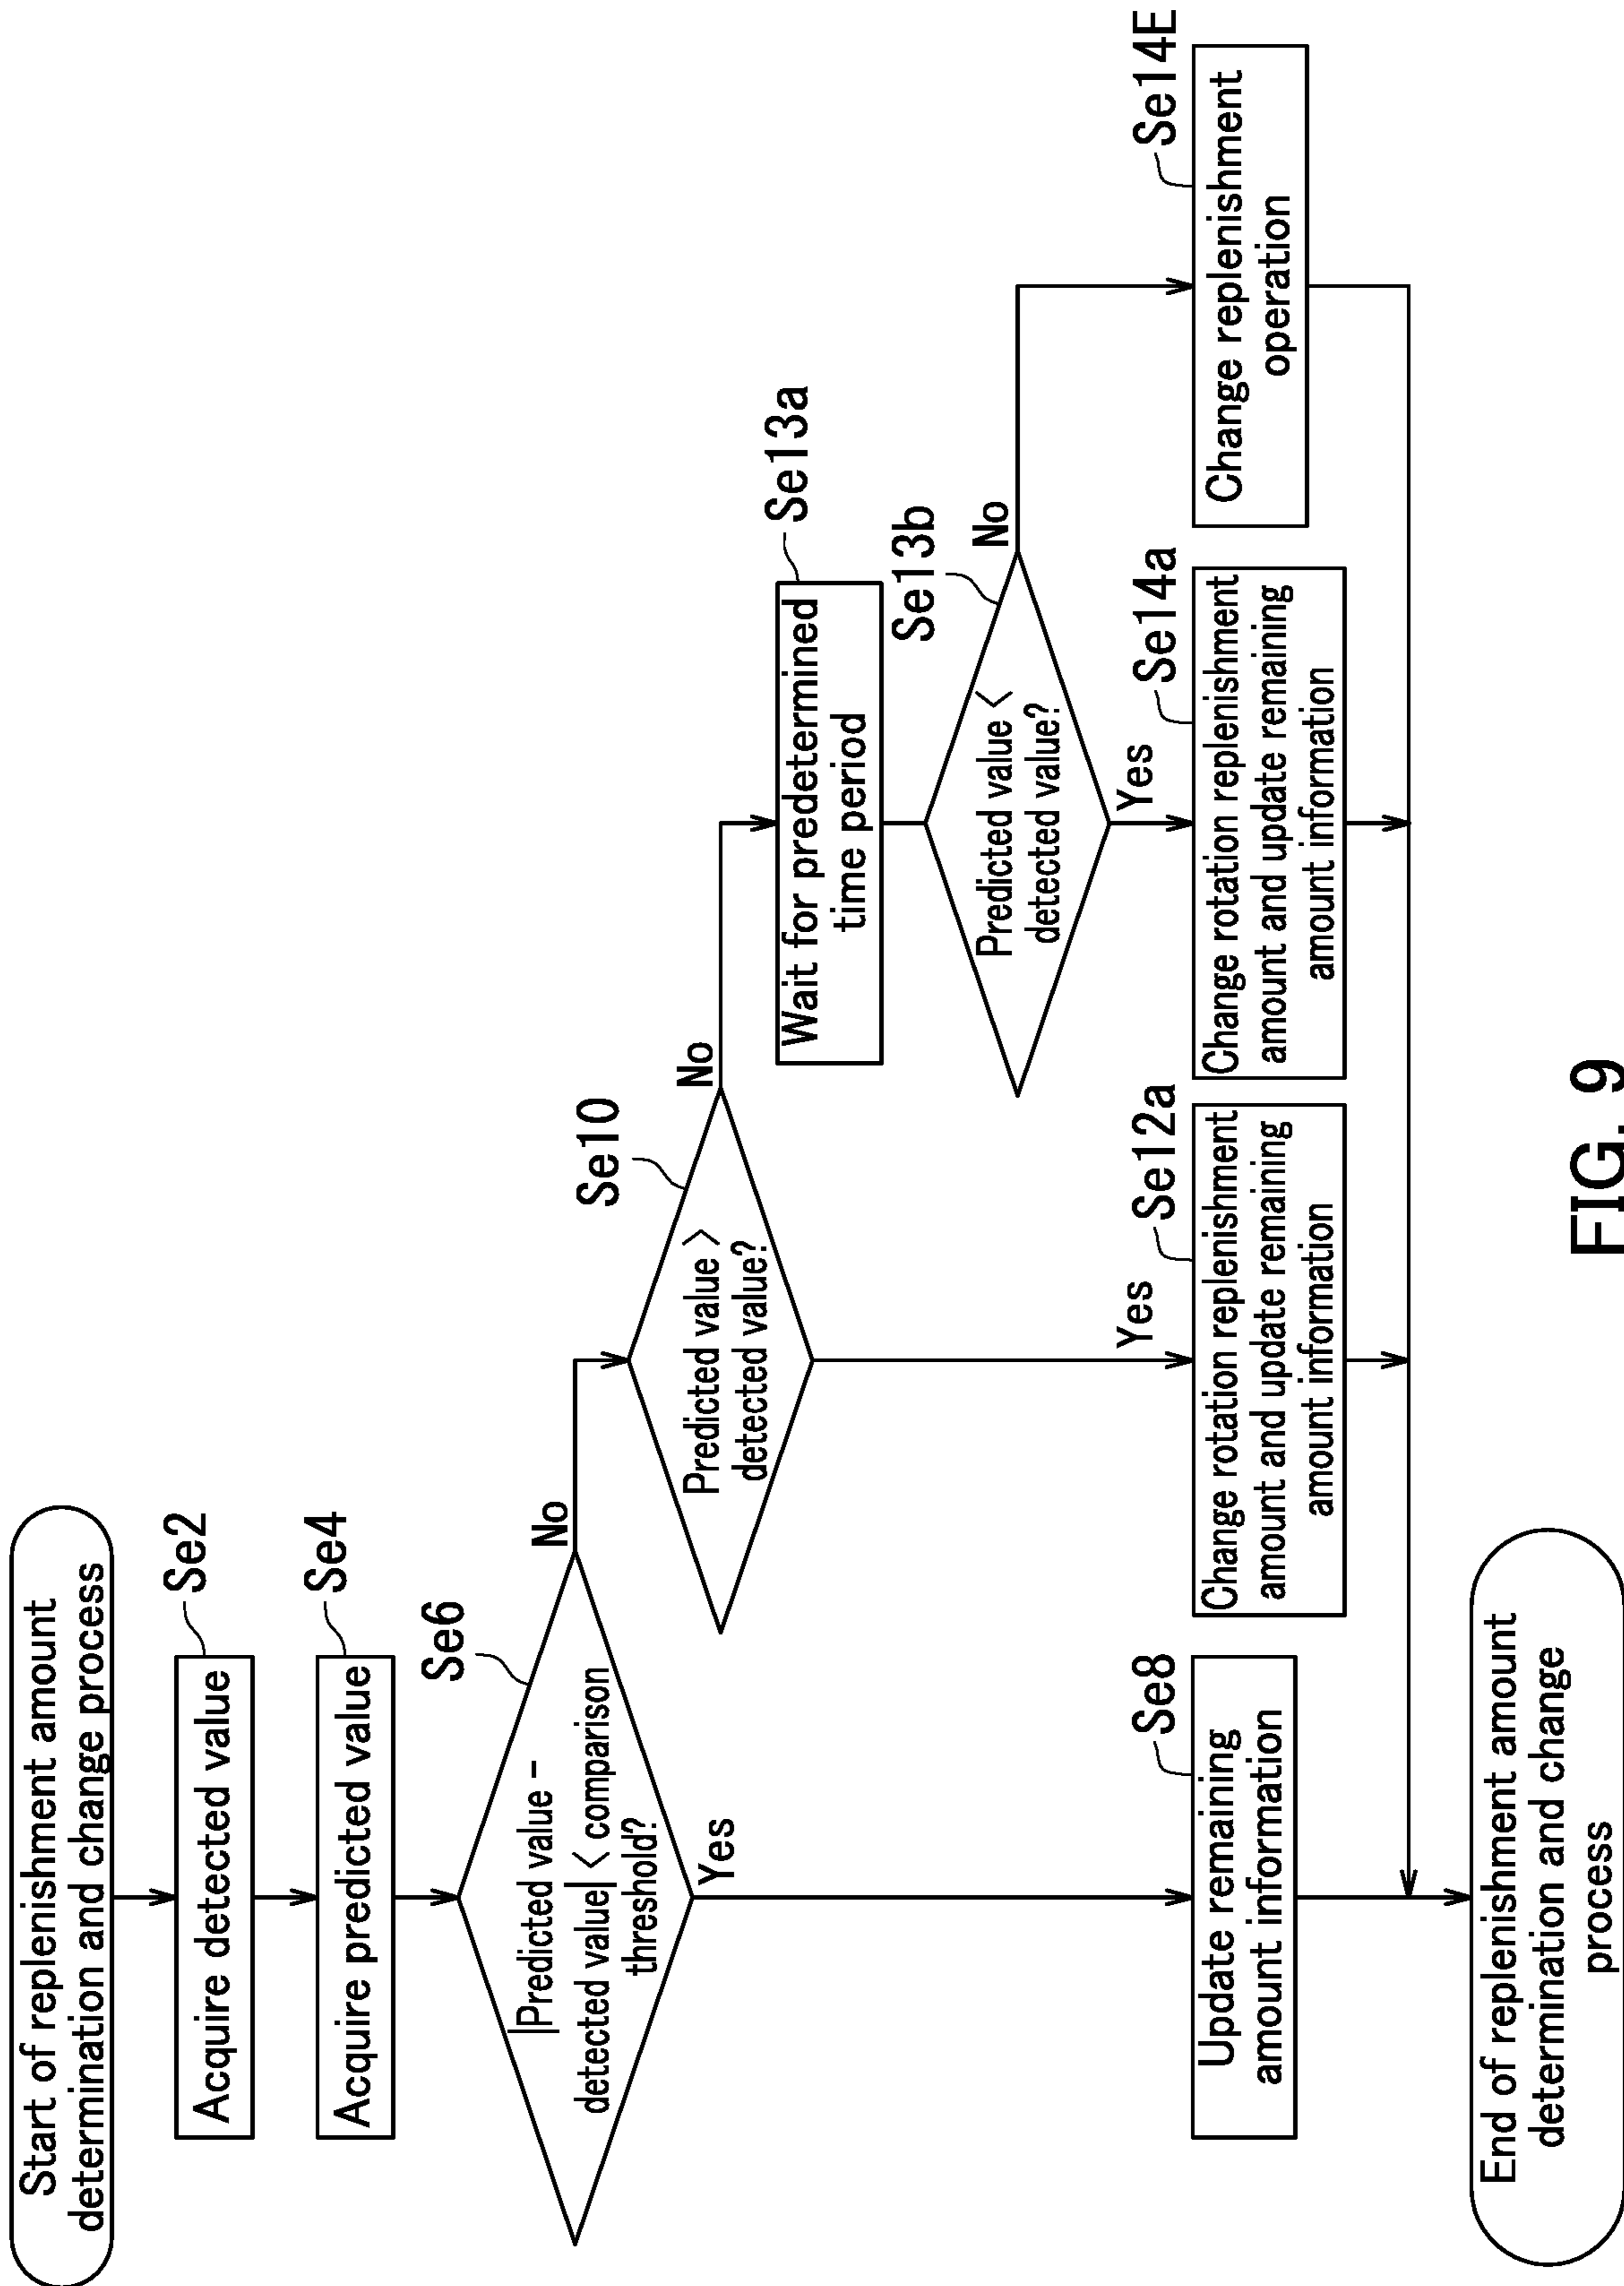 Start of replenishment amount
determination and change process
Acquire detected value
Se2
Acquire predicted value
Se4
|Predicted value –
detected value| < comparison
threshold?
Se6
No
Yes
Predicted value >
detected value?
Se10
No
Yes
Wait for predetermined
time period
Se13a
Predicted value <
detected value?
Se13b
No
Yes
Update remaining
amount information
Se8
Change rotation replenishment
amount and update remaining
amount information
Se12a
Change rotation replenishment
amount and update remaining
amount information
Se14a
Change replenishment
operation
Se14E
End of replenishment amount
determination and change
process
FIG. 9